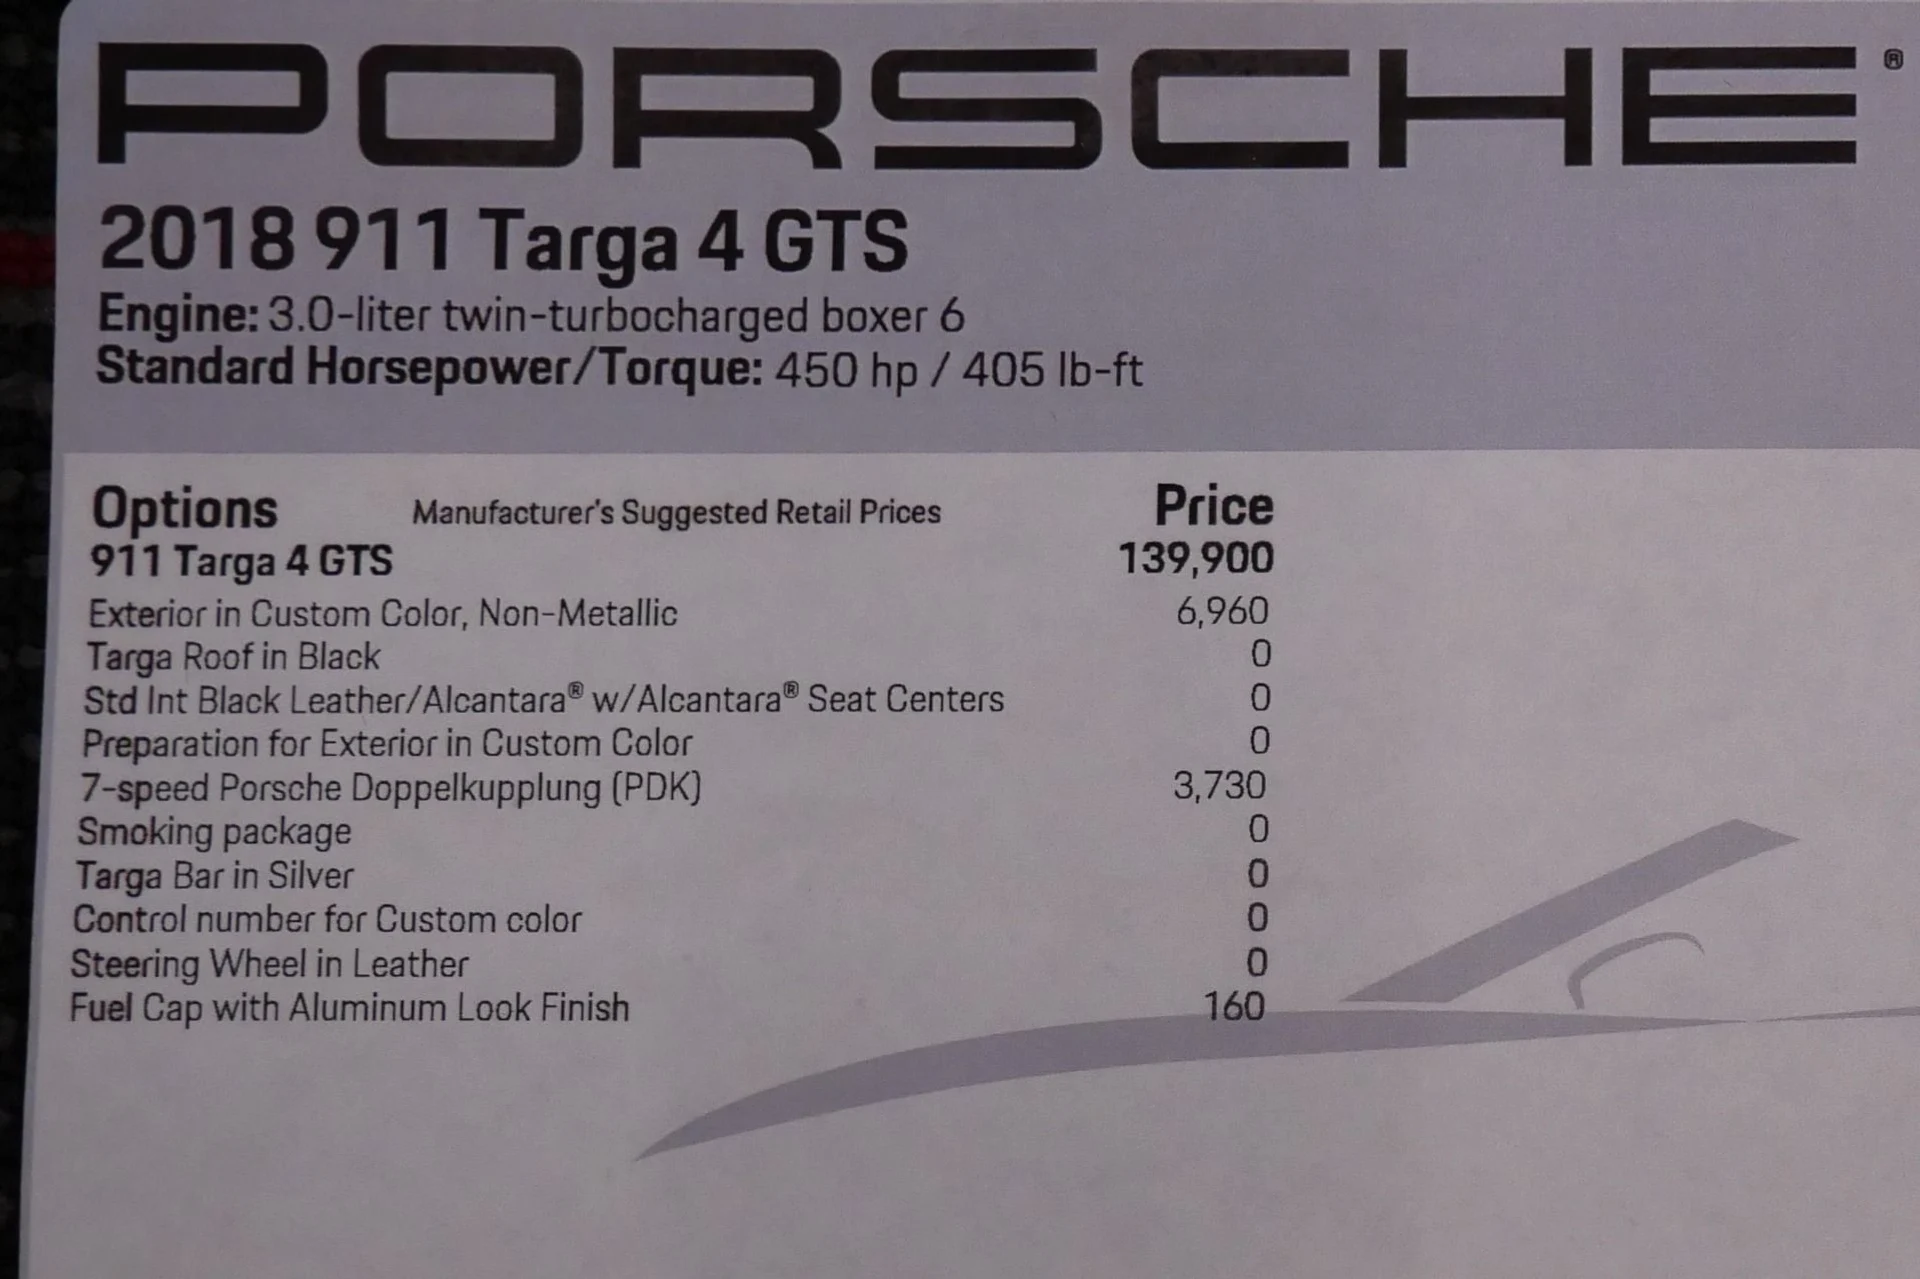 PORSCHE®
2018 911 Targa 4 GTS
Engine: 3.0-liter twin-turbocharged boxer 6
Standard Horsepower/Torque: 450 hp / 405 lb-ft
Options Manufacturer's Suggested Retail Prices Price
911 Targa 4 GTS 139,900
Exterior in Custom Color, Non-Metallic 6,960
Targa Roof in Black 0
Std Int Black Leather/Alcantara® w/Alcantara® Seat Centers 0
Preparation for Exterior in Custom Color 0
7-speed Porsche Doppelkupplung (PDK) 3,730
Smoking package 0
Targa Bar in Silver 0
Control number for Custom color 0
Steering Wheel in Leather 0
Fuel Cap with Aluminum Look Finish 160